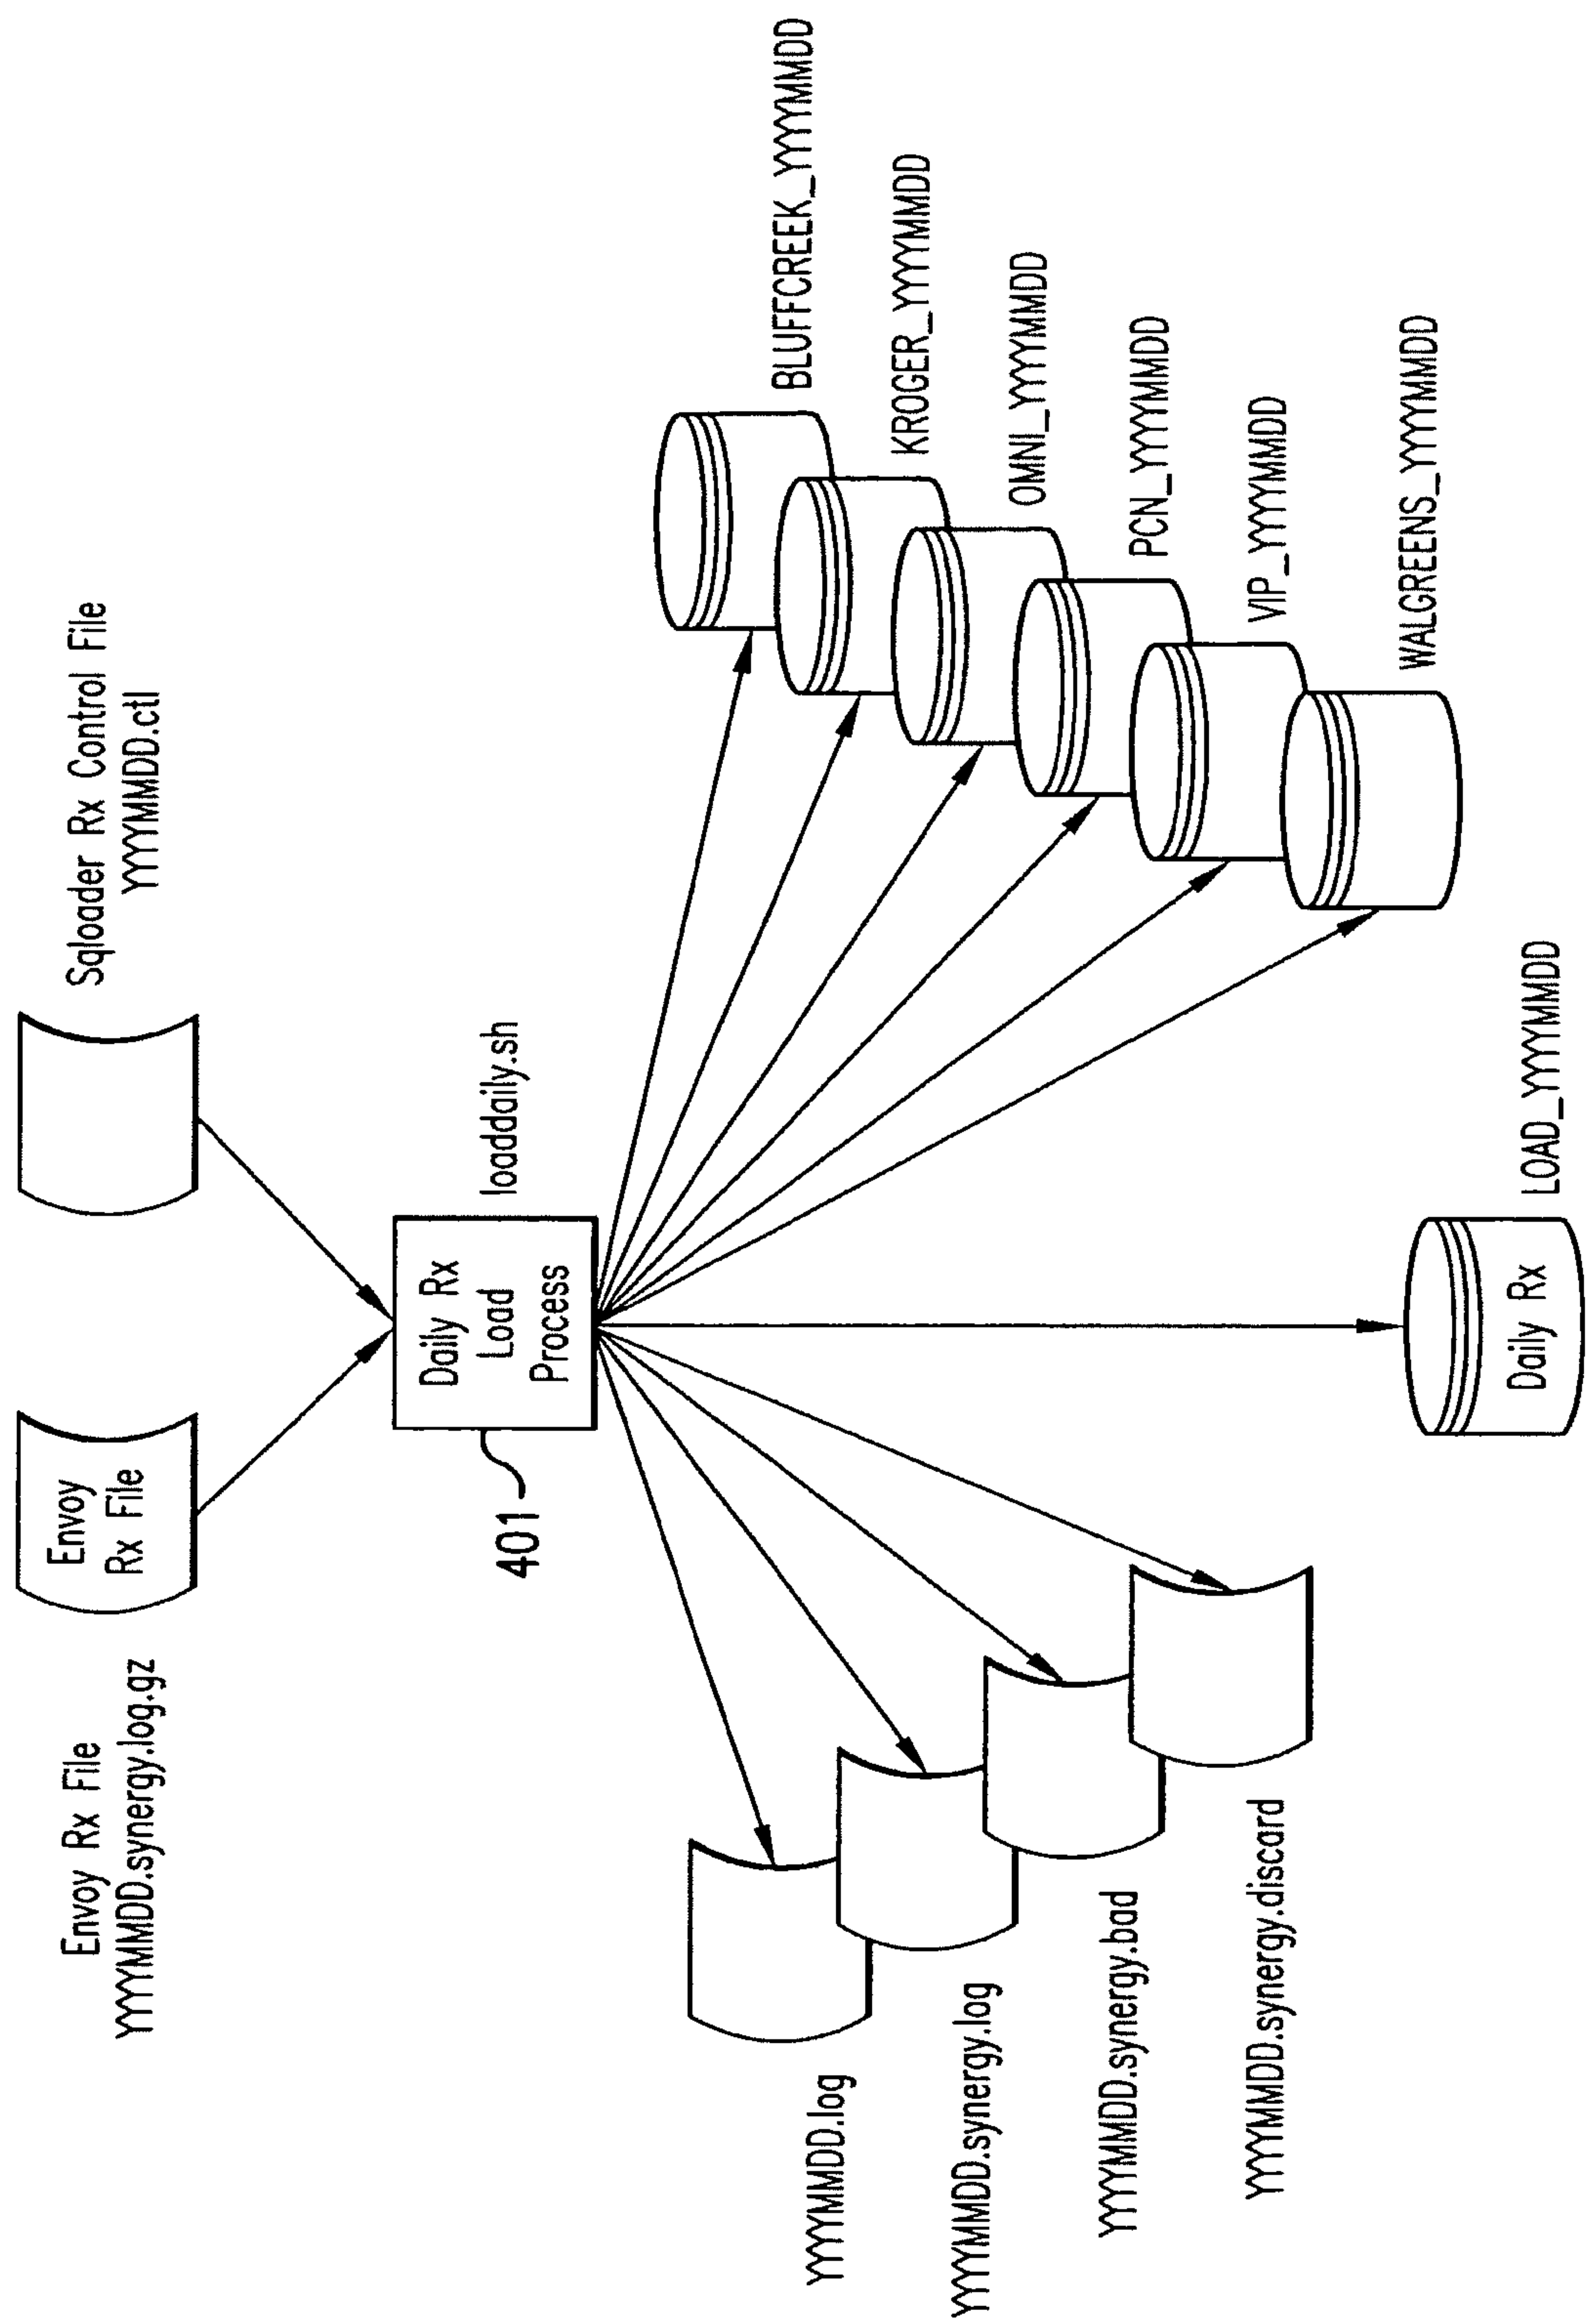 Envoy Rx File
YYYYMMDD.synergy.log.gz
Envoy
Rx File
Sqloader Rx Control File
YYYYMMDD.ctl
401
Daily Rx
Load
Process
loaddaily.sh
YYYYMMDD.log
YYYYMMDD.synergy.log
YYYYMMDD.synergy.bad
YYYYMMDD.synergy.discard
Daily Rx
LOAD_YYYYMMDD
BLUFFCREEK_YYYYMMDD
KROGER_YYYYMMDD
OMNI_YYYYMMDD
PCN_YYYYMMDD
VIP_YYYYMMDD
WALGREENS_YYYYMMDD